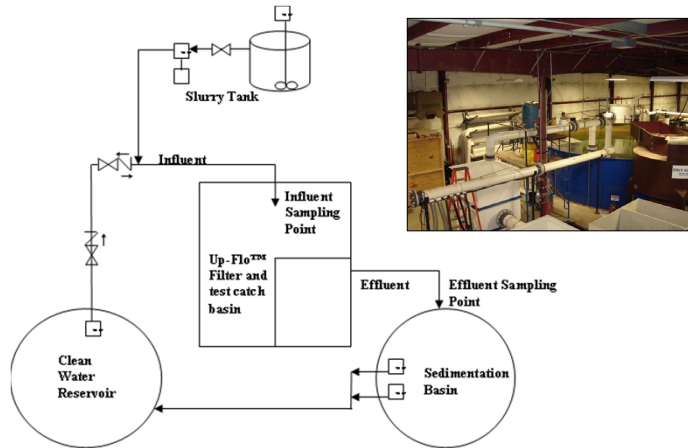 Slurry Tank
Influent
Influent
Sampling
Point
Up-Flo™
Filter and
test catch
basin
Effluent
Effluent Sampling
Point
Clean
Water
Reservoir
Sedimentation
Basin